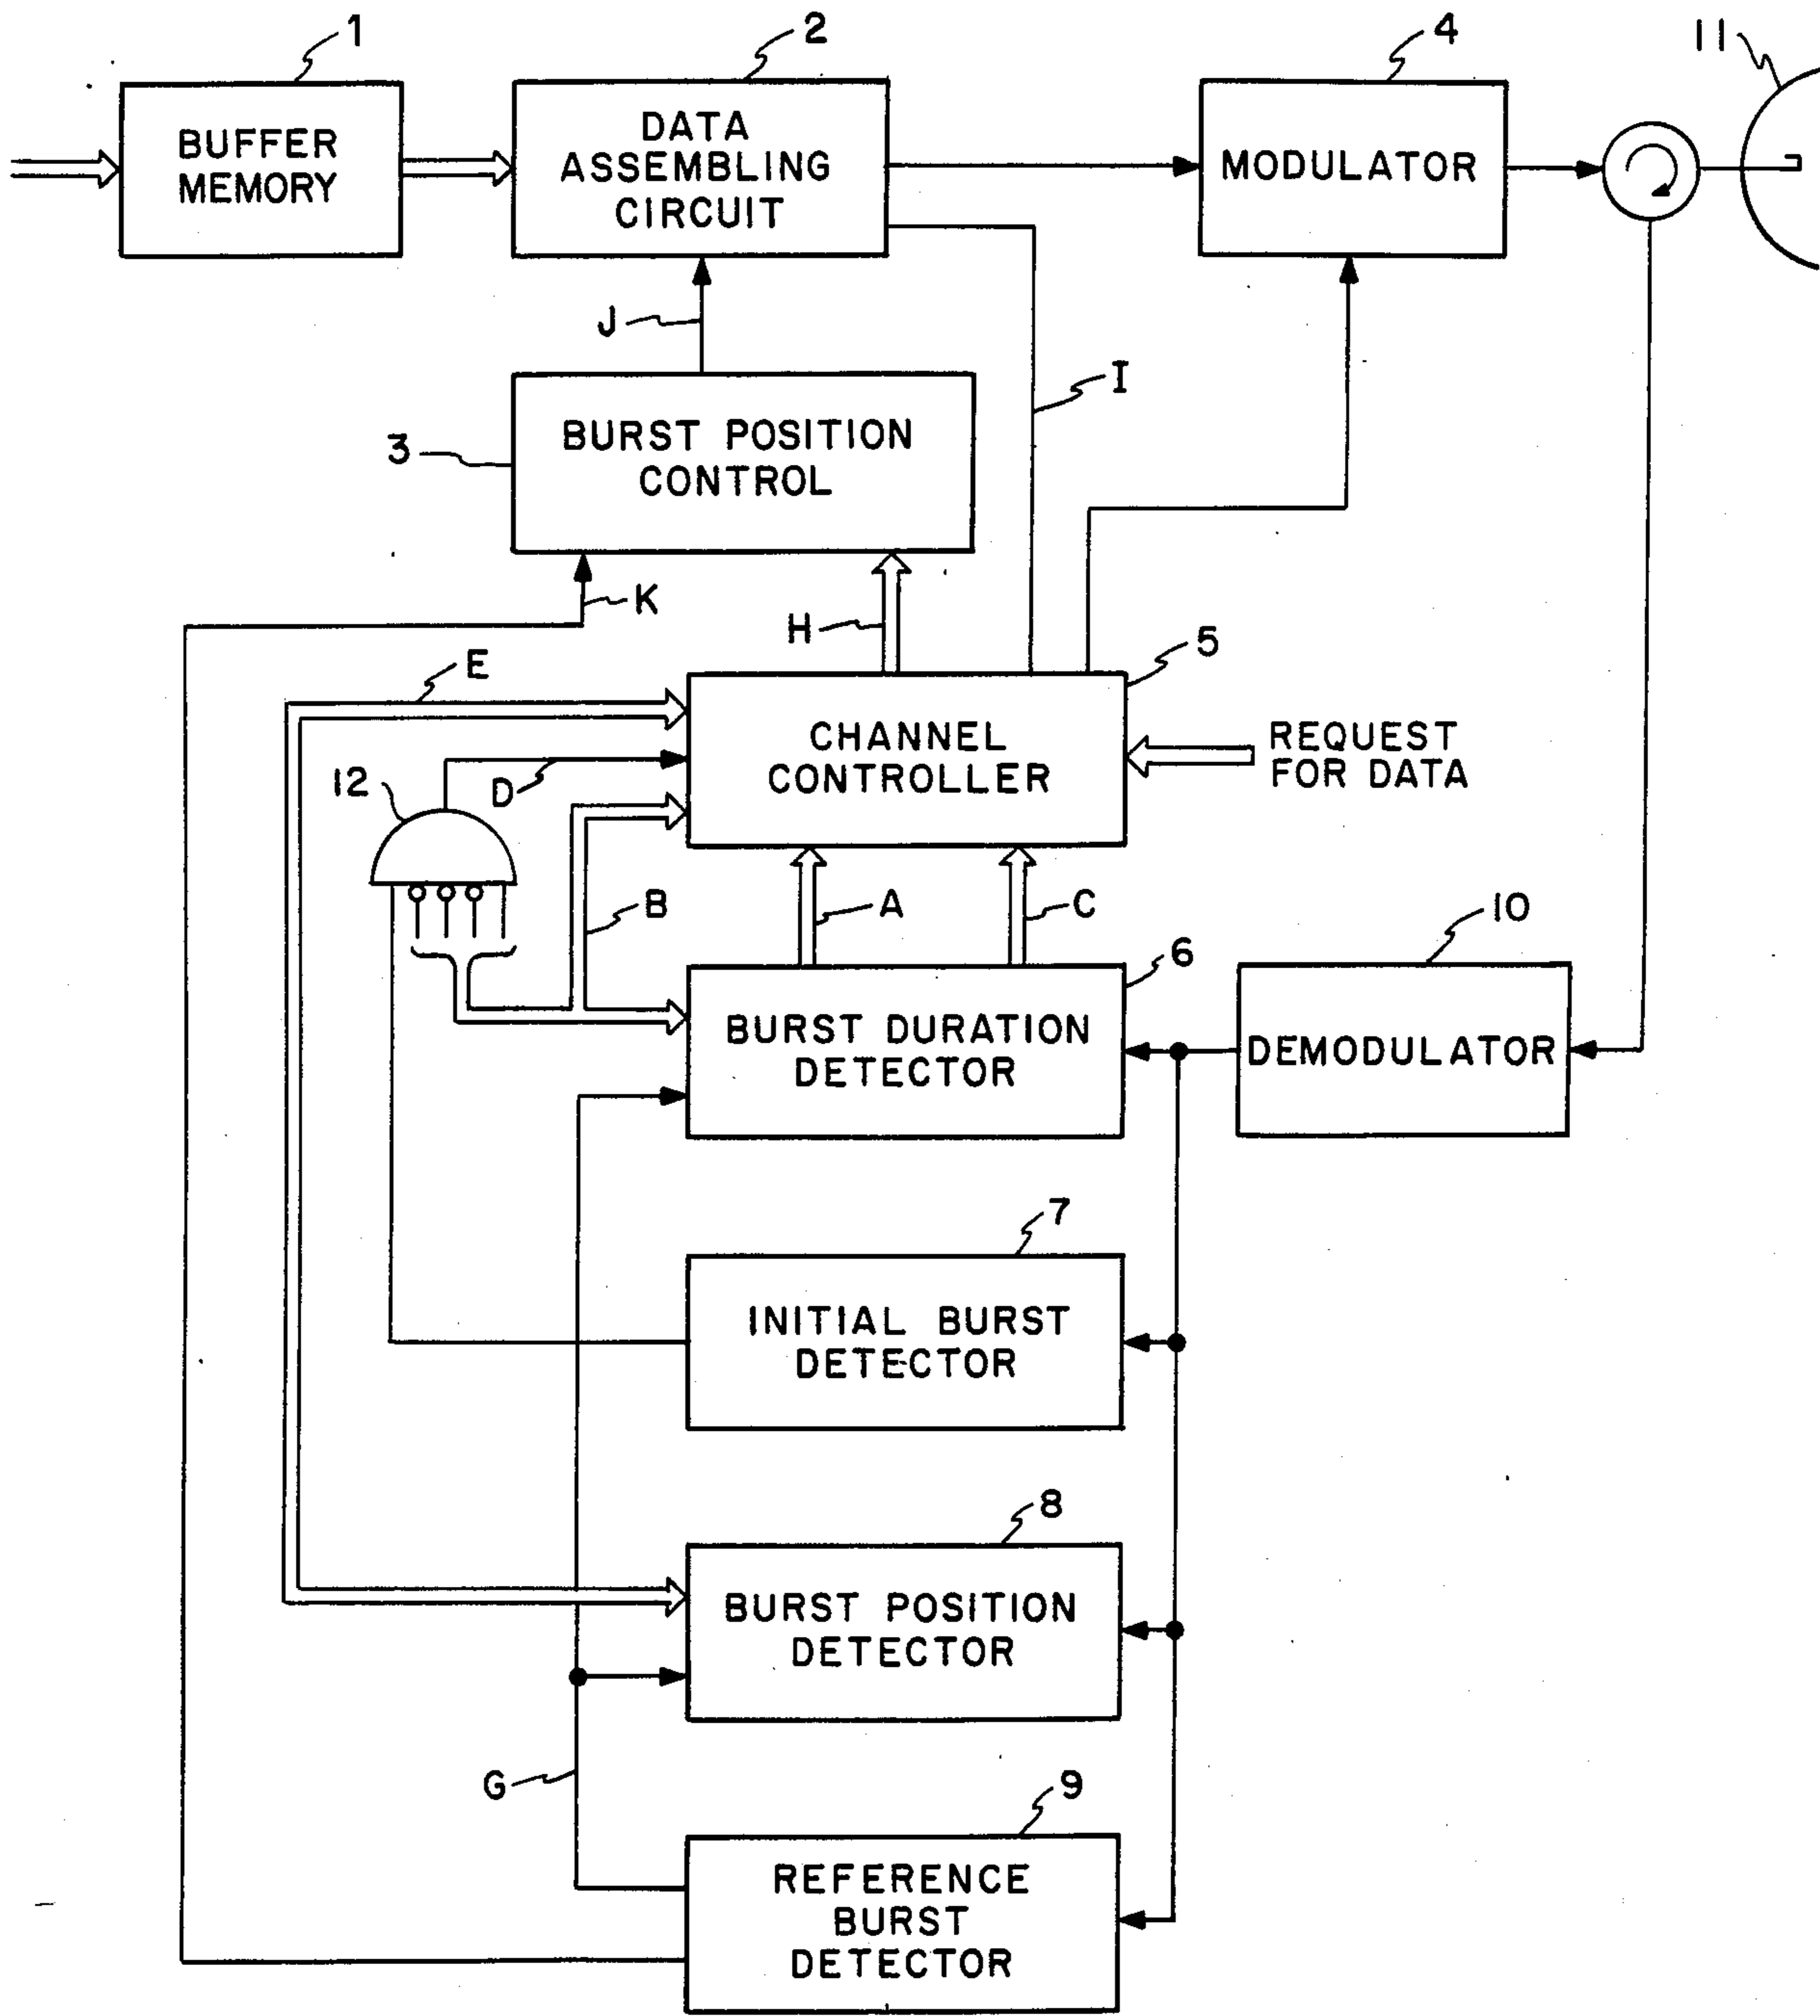 1
2
4
11
BUFFER
MEMORY
DATA
ASSEMBLING
CIRCUIT
MODULATOR
J
I
3
BURST POSITION
CONTROL
K
H
E
5
CHANNEL
CONTROLLER
REQUEST
FOR DATA
12
D
B
A
C
10
6
BURST DURATION
DETECTOR
DEMODULATOR
7
INITIAL BURST
DETECTOR
8
BURST POSITION
DETECTOR
G
9
REFERENCE
BURST
DETECTOR